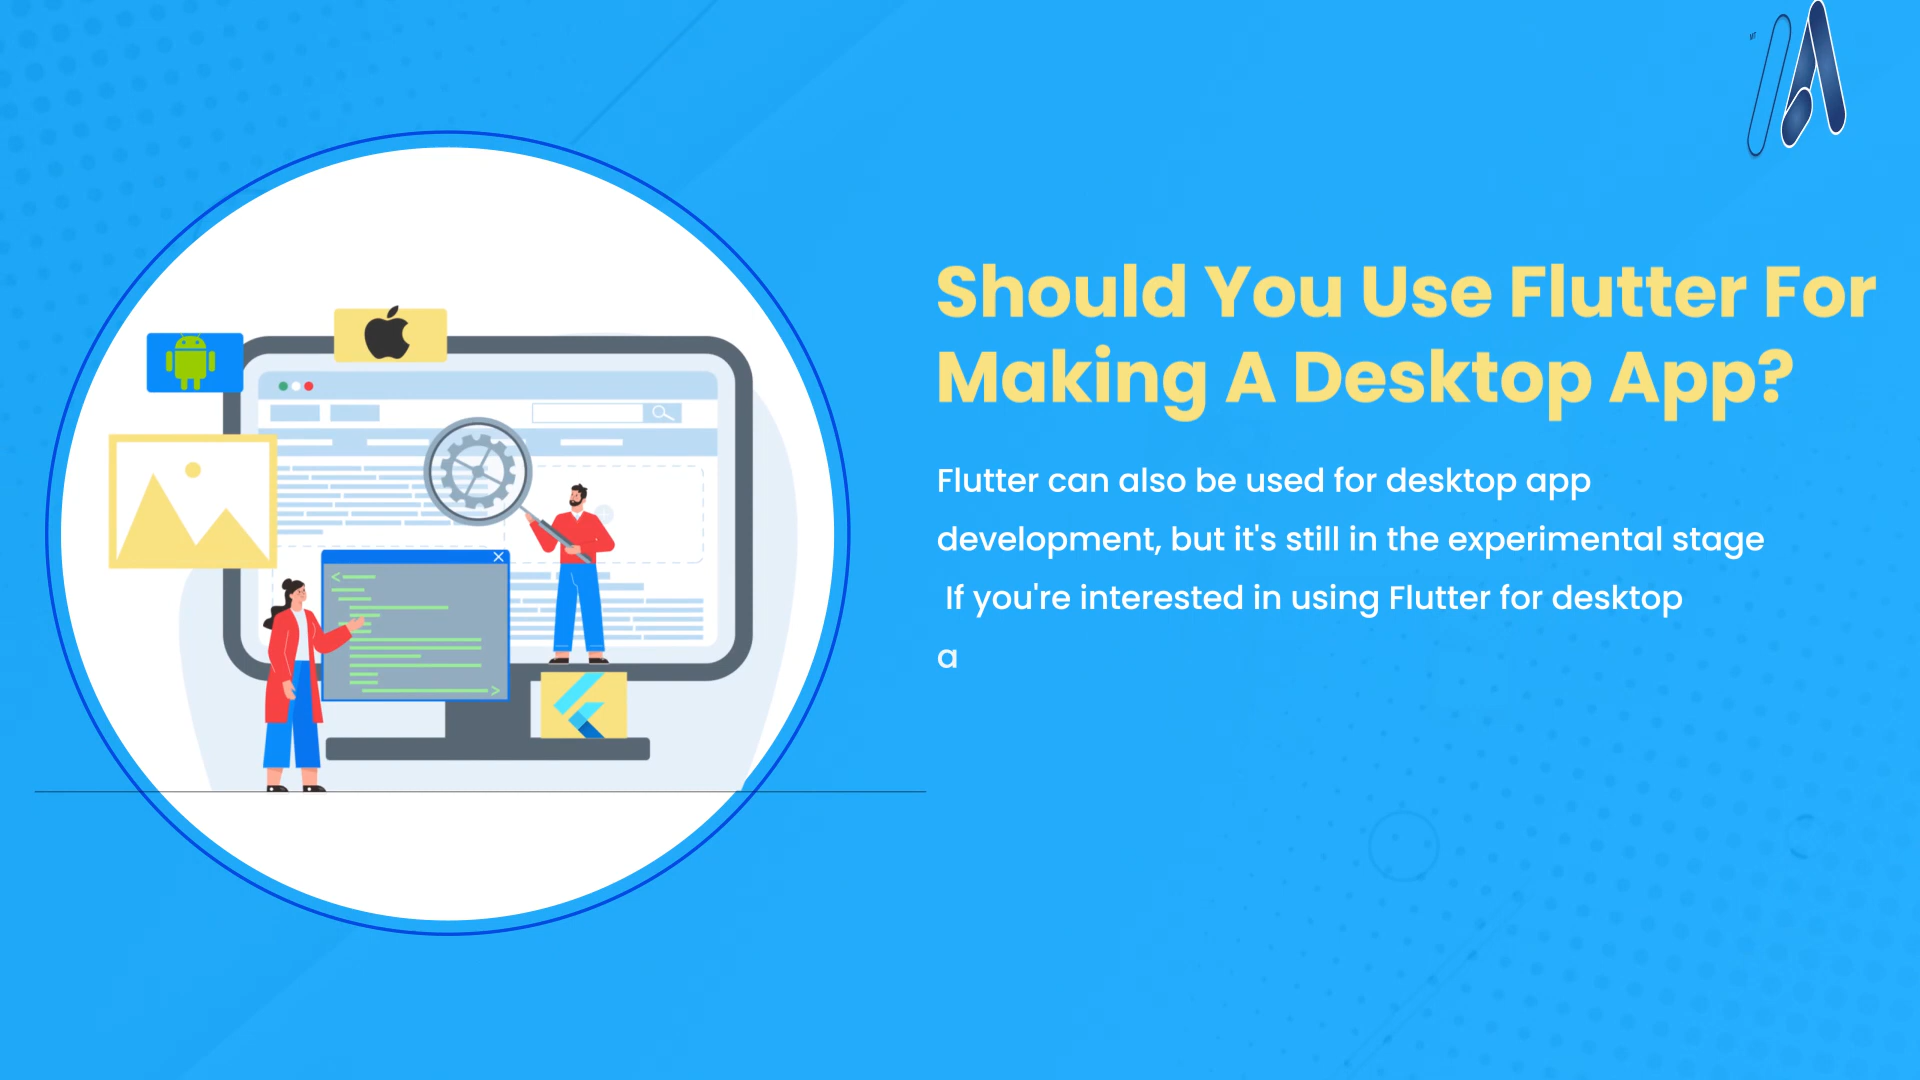 Should You Use Flutter For
Making A Desktop App?
Flutter can also be used for desktop app
development, but it's still in the experimental stage
If you're interested in using Flutter for desktop
a